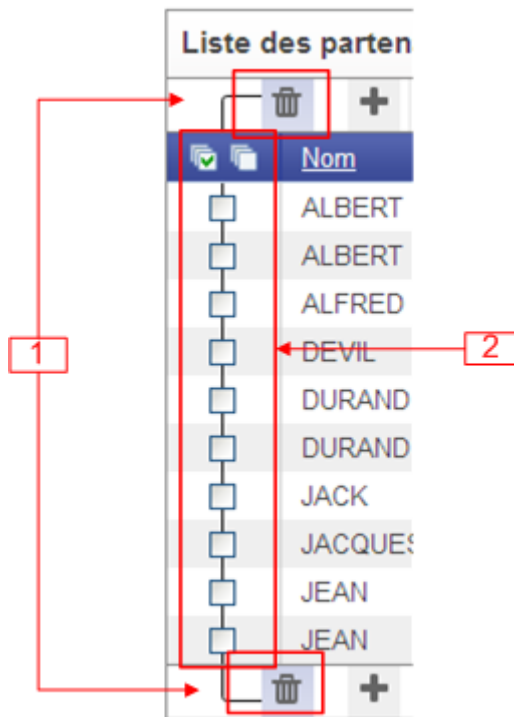 Liste des parten
Nom
ALBERT
ALBERT
ALFRED
1
DEVIL
2
DURAND
DURAND
JACK
JACQUES
JEAN
JEAN